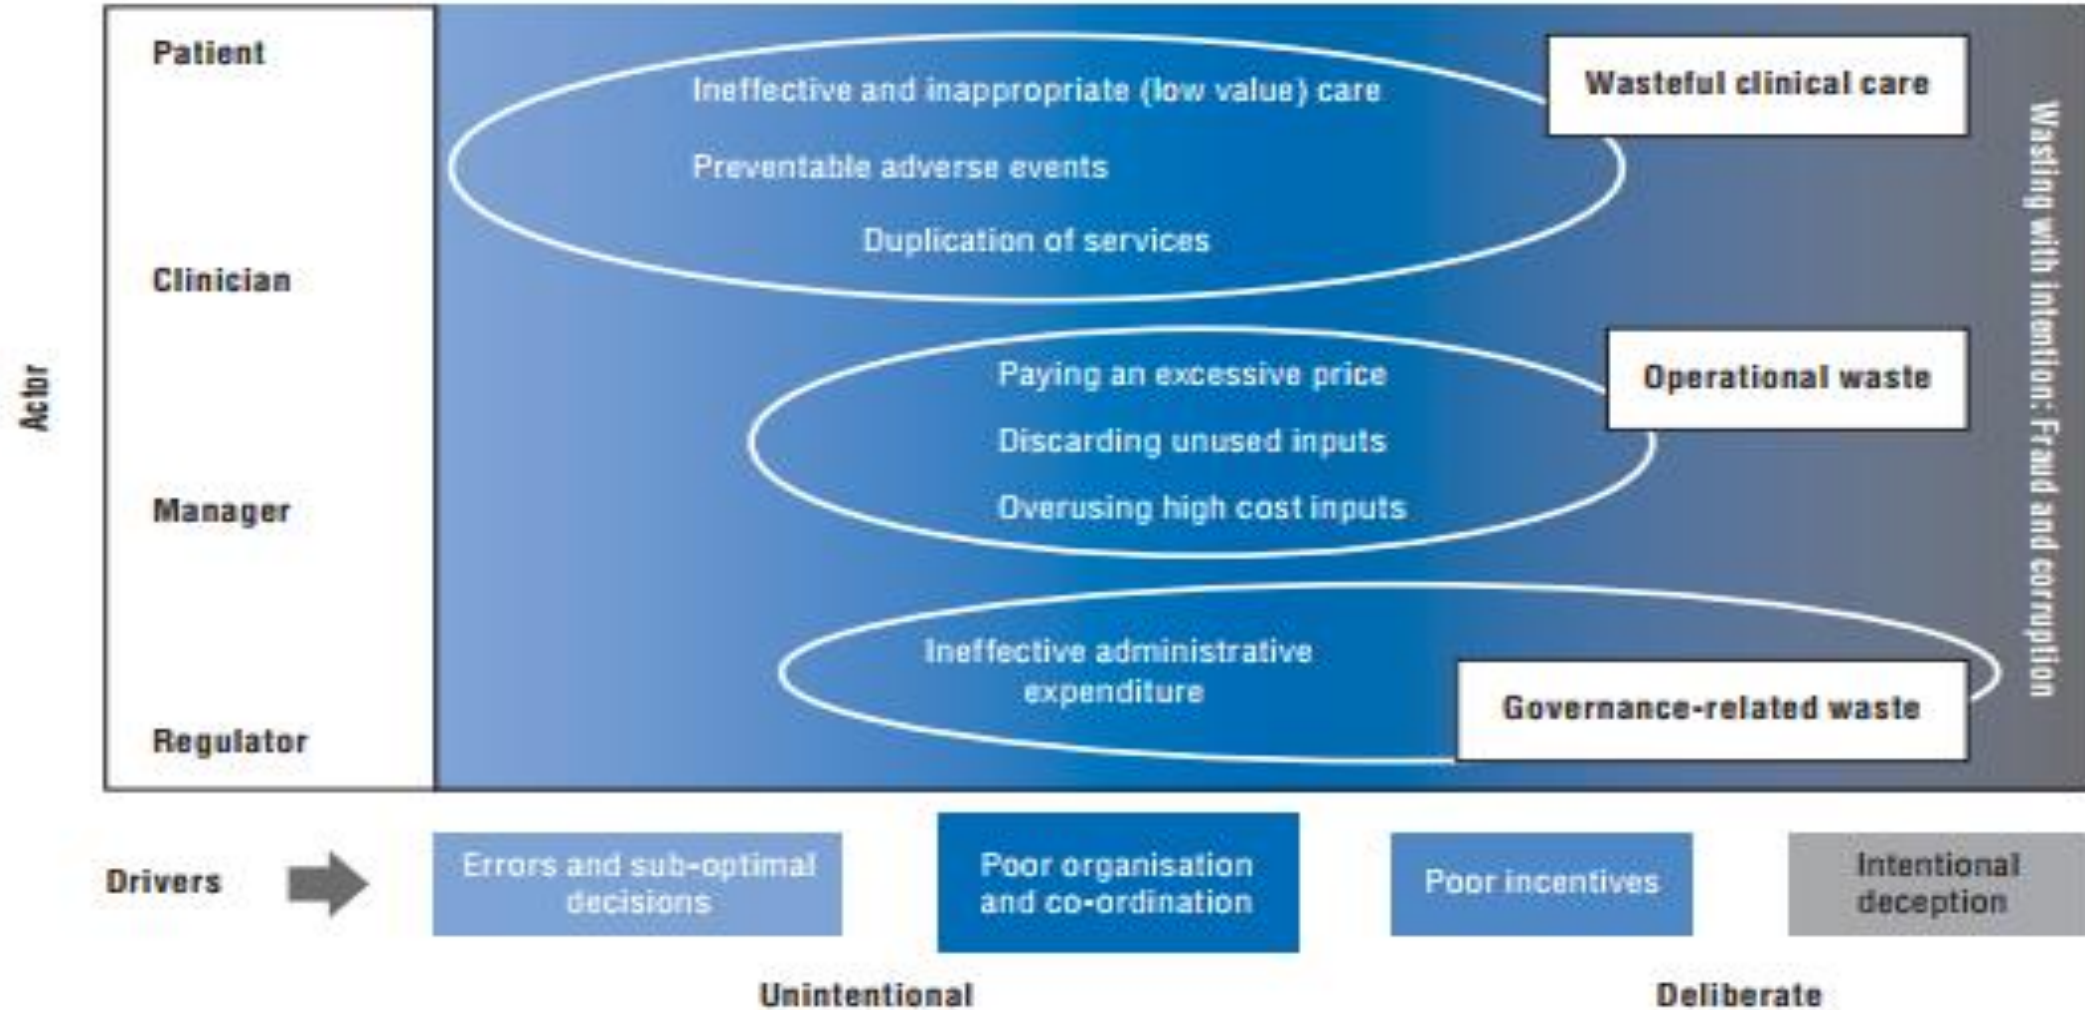 Patient
Ineffective and inappropriate (low value) care
Wasteful clinical care
Preventable adverse events
Duplication of services
Clinician
Paying an excessive price
Operational waste
Discarding unused inputs
Manager
Overusing high cost inputs
Ineffective administrative
expenditure
Governance-related waste
Regulator
Actor
Wasting with intention: Fraud and corruption
Drivers
Errors and sub-optimal
decisions
Poor organisation
and co-ordination
Poor incentives
Intentional
deception
Unintentional
Deliberate